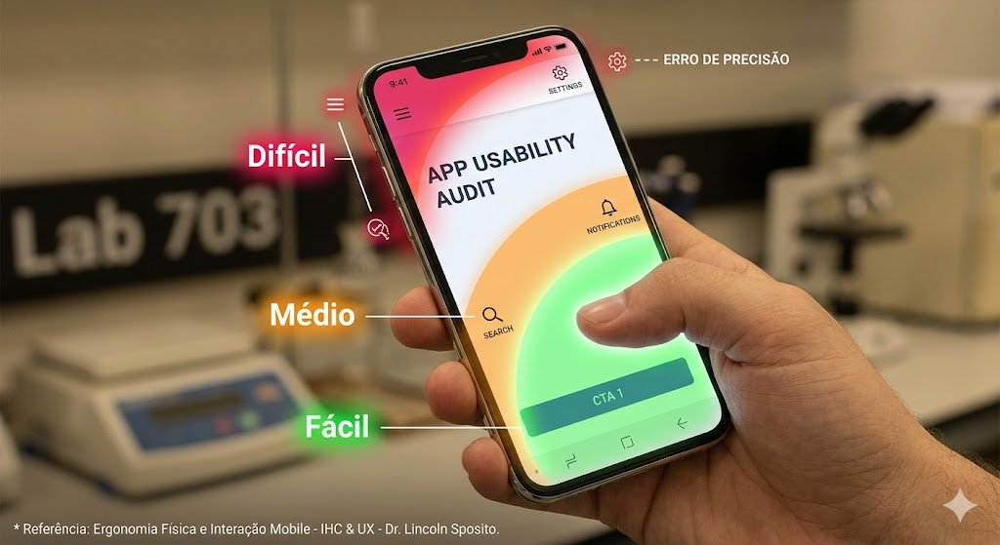 9:41
SETTINGS
ERRO DE PRECISÃO
Difícil
APP USABILITY
AUDIT
Lab 703
NOTIFICATIONS
Médio
SEARCH
CTA 1
Fácil
* Referência: Ergonomia Física e Interação Mobile - IHC & UX - Dr. Lincoln Sposito.